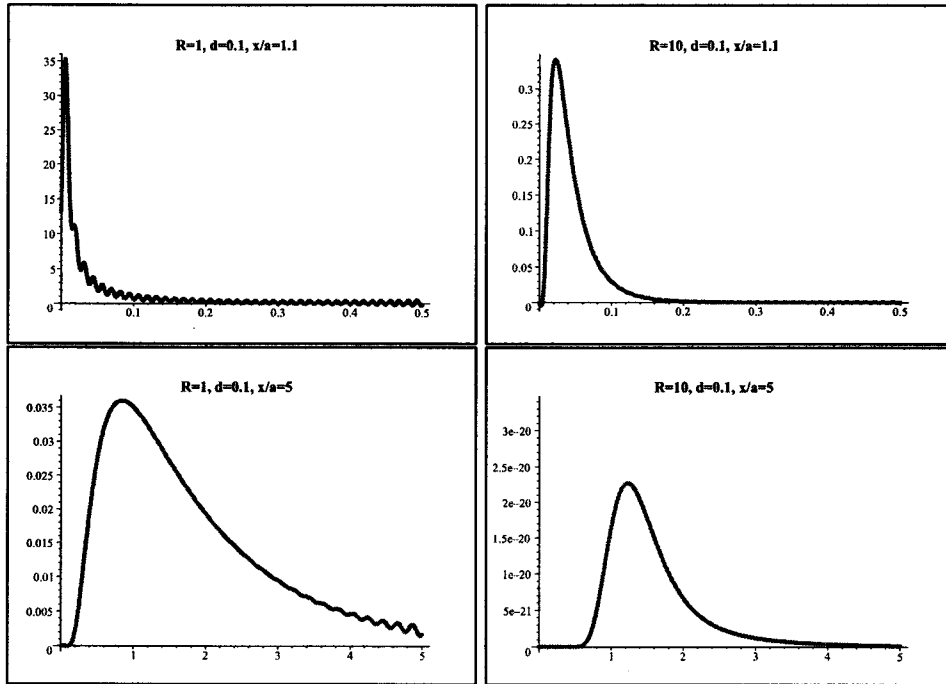 R=1, d=0.1, x/a=1.1
35
30
25
20
15
10
5
0
0.1 0.2 0.3 0.4 0.5
R=10, d=0.1, x/a=1.1
0.3
0.25
0.2
0.15
0.1
0.05
0
0.1 0.2 0.3 0.4 0.5
R=1, d=0.1, x/a=5
0.035
0.03
0.025
0.02
0.015
0.01
0.005
0
1 2 3 4 5
R=10, d=0.1, x/a=5
3e-20
2.5e-20
2e-20
1.5e-20
1e-20
5e-21
0
1 2 3 4 5